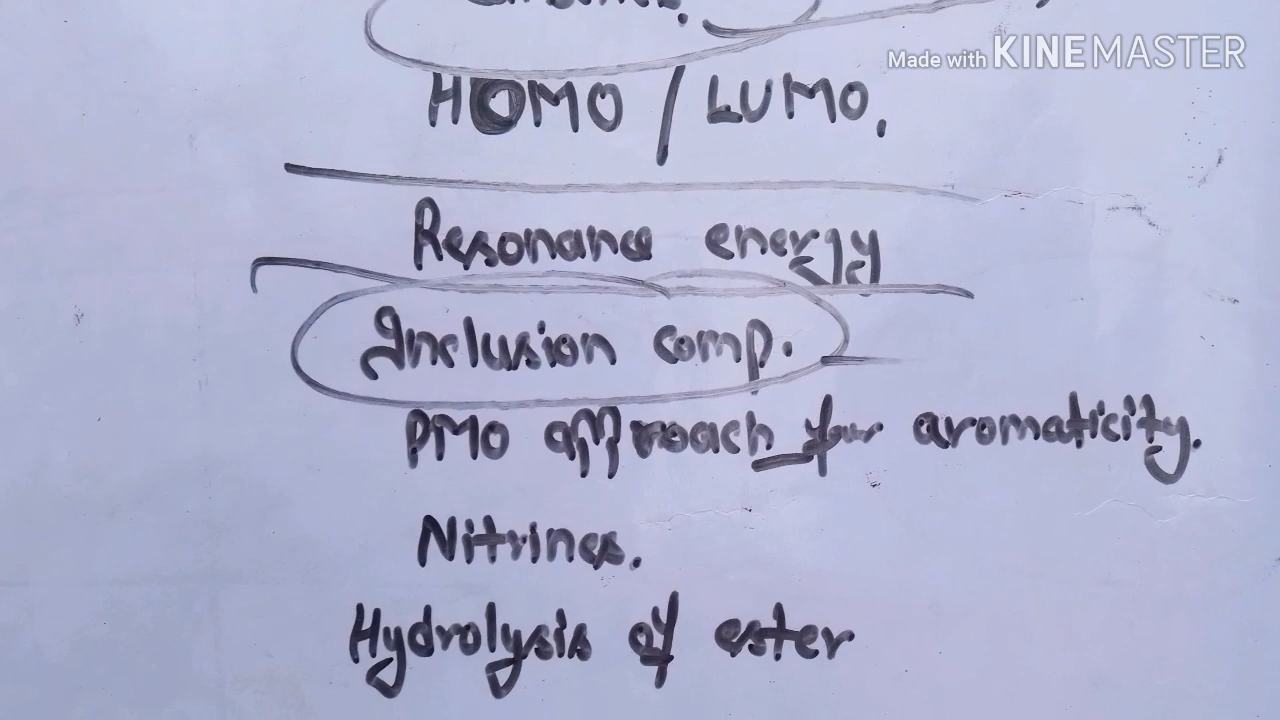 Made with KINEMASTER
HOMO / LUMO,
Resonance energy
Inclusion comp.
PMO approach for aromaticity.
Nitrines.
Hydrolysis of ester